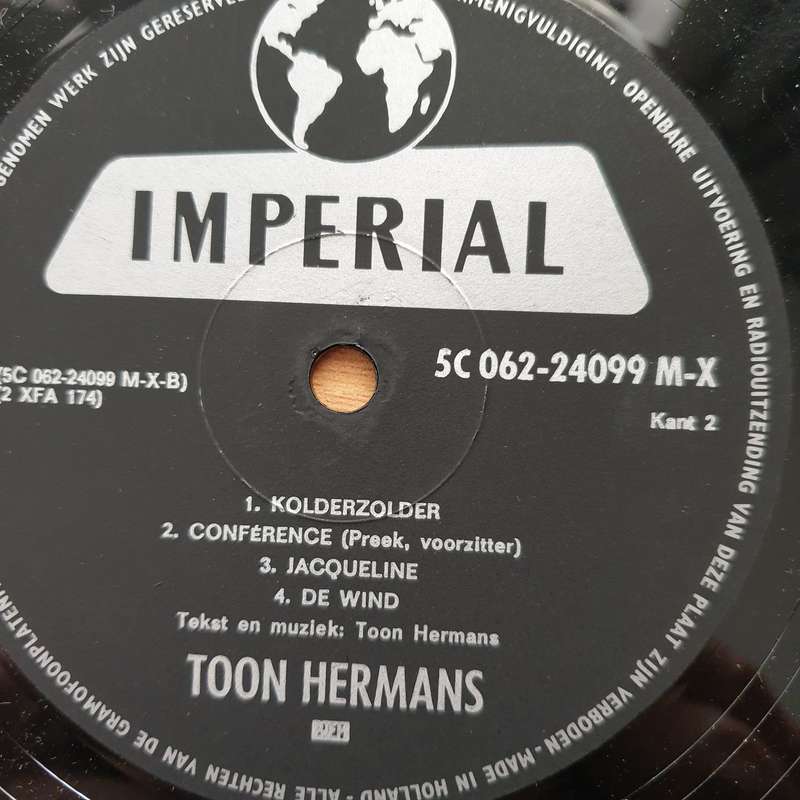 GENOMEN WERK ZIJN GERESERVEE
RMENIGVULDIGING, OPENBARE UITVOERING EN RADIOUITZENDING VAN DEZE PLAAT ZIJN VERBODEN - MADE IN HOLLAND - ALLE RECHTEN VAN DE GRAMOFOONPLATEN
IMPERIAL
5C 062-24099 M-X
(5C 062-24099 M-X-B)
(2 XFA 174)
Kant 2
1. KOLDERZOLDER
2. CONFÉRENCE (Preek, voorzitter)
3. JACQUELINE
4. DE WIND
Tekst en muziek: Toon Hermans
TOON HERMANS